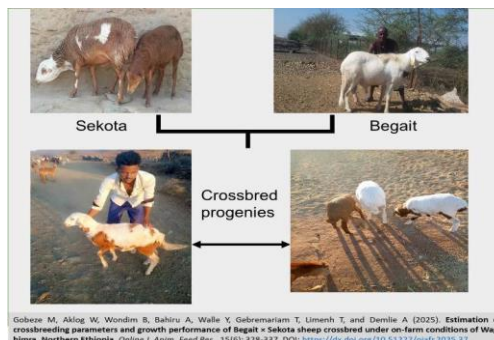 Sekota
Begait
Crossbred
progenies
Gobeze M, Aklog W, Wondim B, Bahiru A, Walle Y, Gebremariam T, Limenh T, and Demlie A (2025). Estimation
crossbreeding parameters and growth performance of Begait × Sekota sheep crossbred under on-farm conditions of Wag
himra, Northern Ethiopia. Online J. Anim. Feed Res., 15(6): 328-337. DOI: